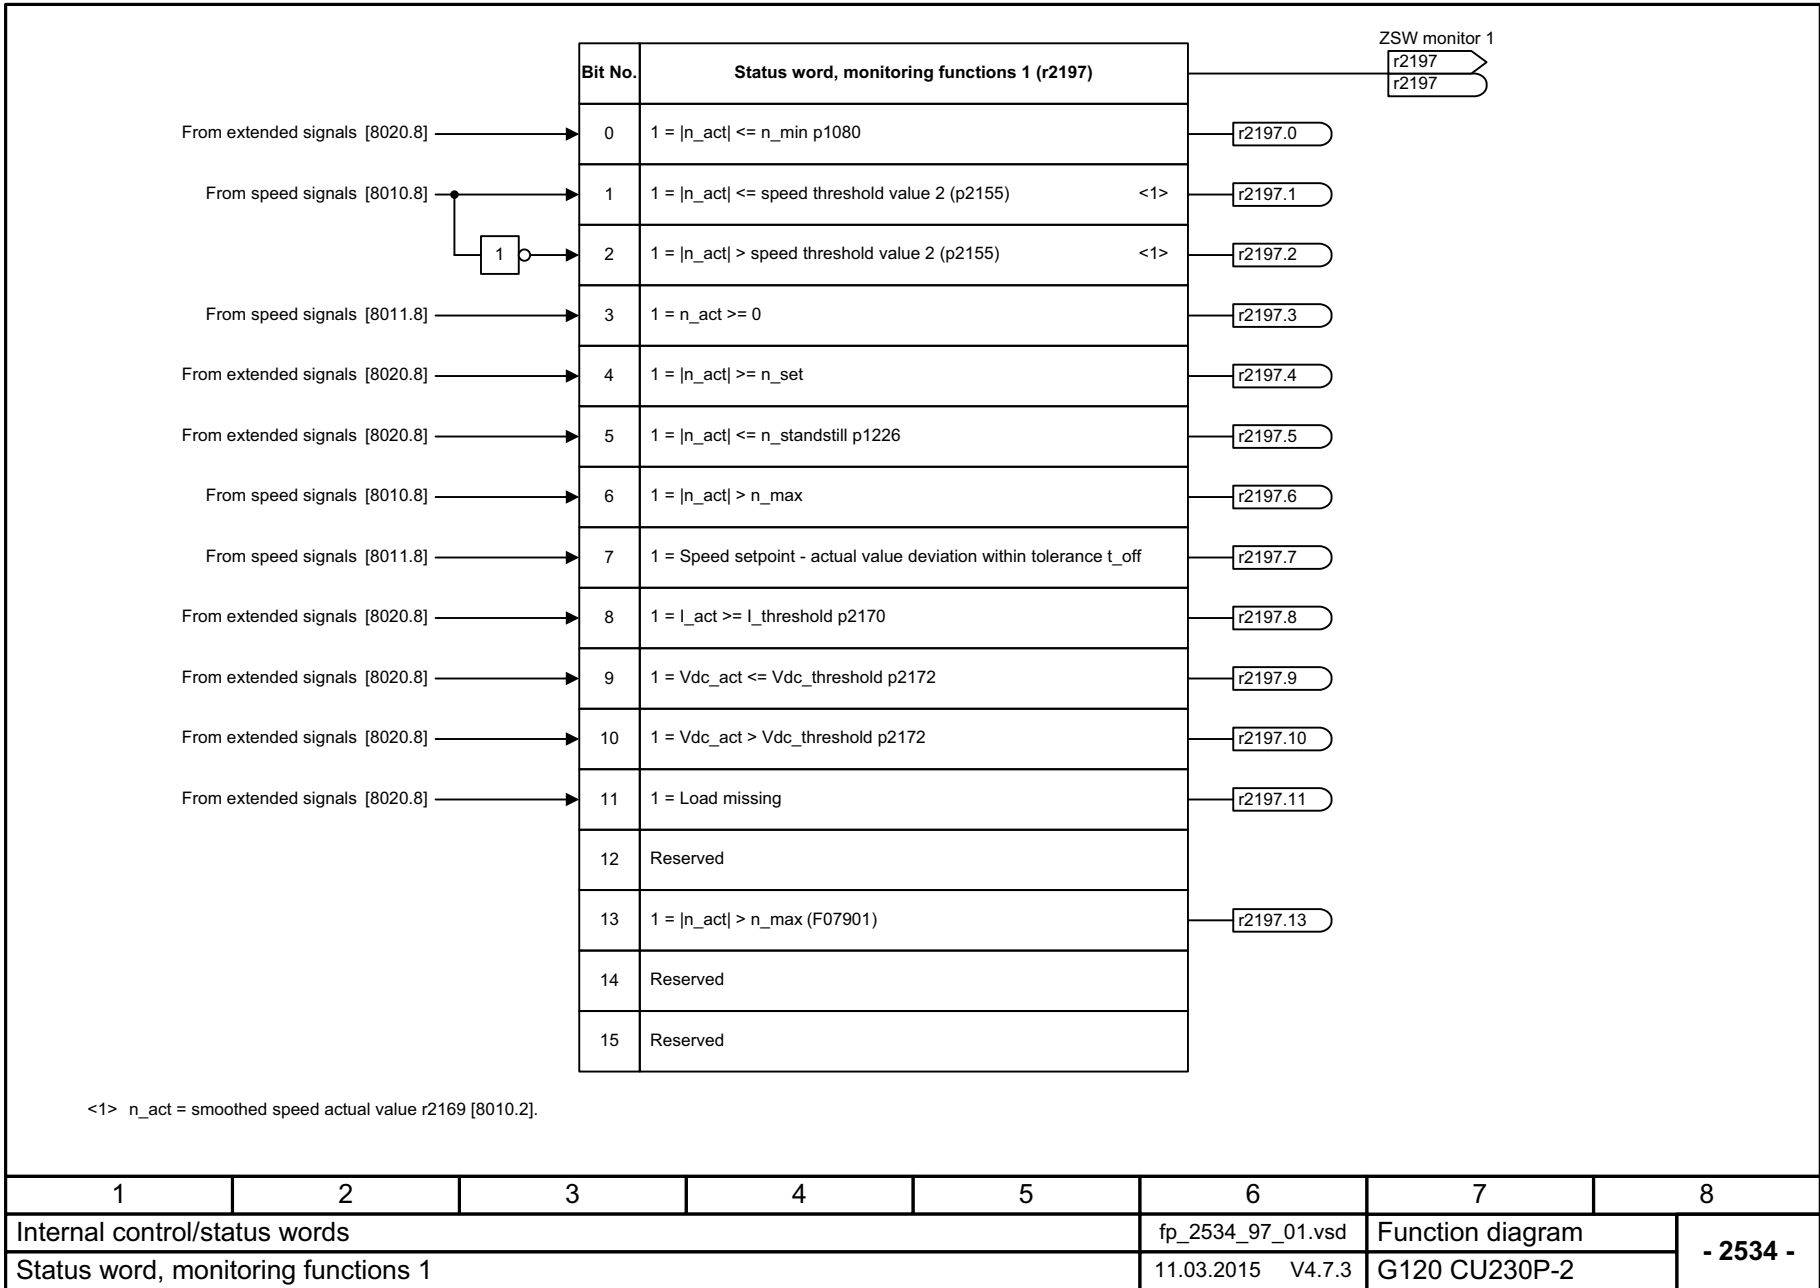 ZSW monitor 1
Bit No. Status word, monitoring functions 1 (r2197) r2197
r2197
From extended signals [8020.8] 0 1 = |n_act| <= n_min p1080 r2197.0
From speed signals [8010.8] 1 1 = |n_act| <= speed threshold value 2 (p2155) <1> r2197.1
1 2 1 = |n_act| > speed threshold value 2 (p2155) <1> r2197.2
From speed signals [8011.8] 3 1 = n_act >= 0 r2197.3
From extended signals [8020.8] 4 1 = |n_act| >= n_set r2197.4
From extended signals [8020.8] 5 1 = |n_act| <= n_standstill p1226 r2197.5
From speed signals [8010.8] 6 1 = |n_act| > n_max r2197.6
From speed signals [8011.8] 7 1 = Speed setpoint - actual value deviation within tolerance t_off r2197.7
From extended signals [8020.8] 8 1 = I_act >= I_threshold p2170 r2197.8
From extended signals [8020.8] 9 1 = Vdc_act <= Vdc_threshold p2172 r2197.9
From extended signals [8020.8] 10 1 = Vdc_act > Vdc_threshold p2172 r2197.10
From extended signals [8020.8] 11 1 = Load missing r2197.11
12 Reserved
13 1 = |n_act| > n_max (F07901) r2197.13
14 Reserved
15 Reserved
<1> n_act = smoothed speed actual value r2169 [8010.2].
1 2 3 4 5 6 7 8
Internal control/status words fp_2534_97_01.vsd Function diagram - 2534 -
Status word, monitoring functions 1 11.03.2015 V4.7.3 G120 CU230P-2